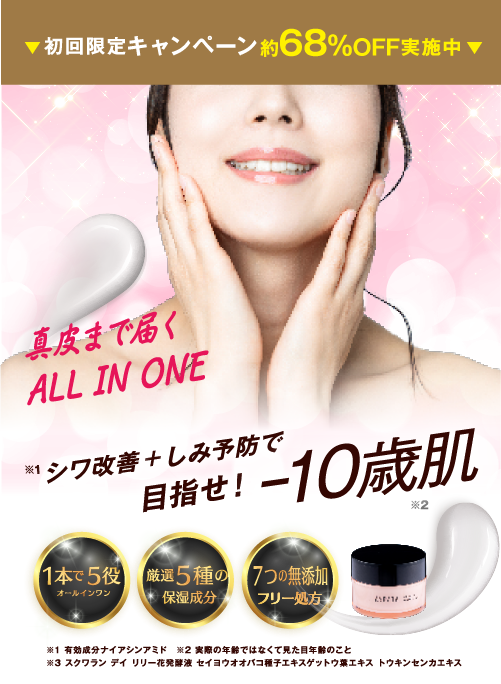 ▼初回限定キャンペーン約68%OFF実施中▼
真皮まで届く
ALL IN ONE
※1 シワ改善＋しみ予防で
目指せ！−10歳肌
※2
1本で5役
オールインワン
厳選5種の
保湿成分
7つの無添加
フリー処方
※1 有効成分ナイアシンアミド ※2 実際の年齢ではなくて見た目年齢のこと
※3 スクワラン デイ リリー花発酵液 セイヨウオオバコ種子エキスゲットウ葉エキス トウキンセンカエキス